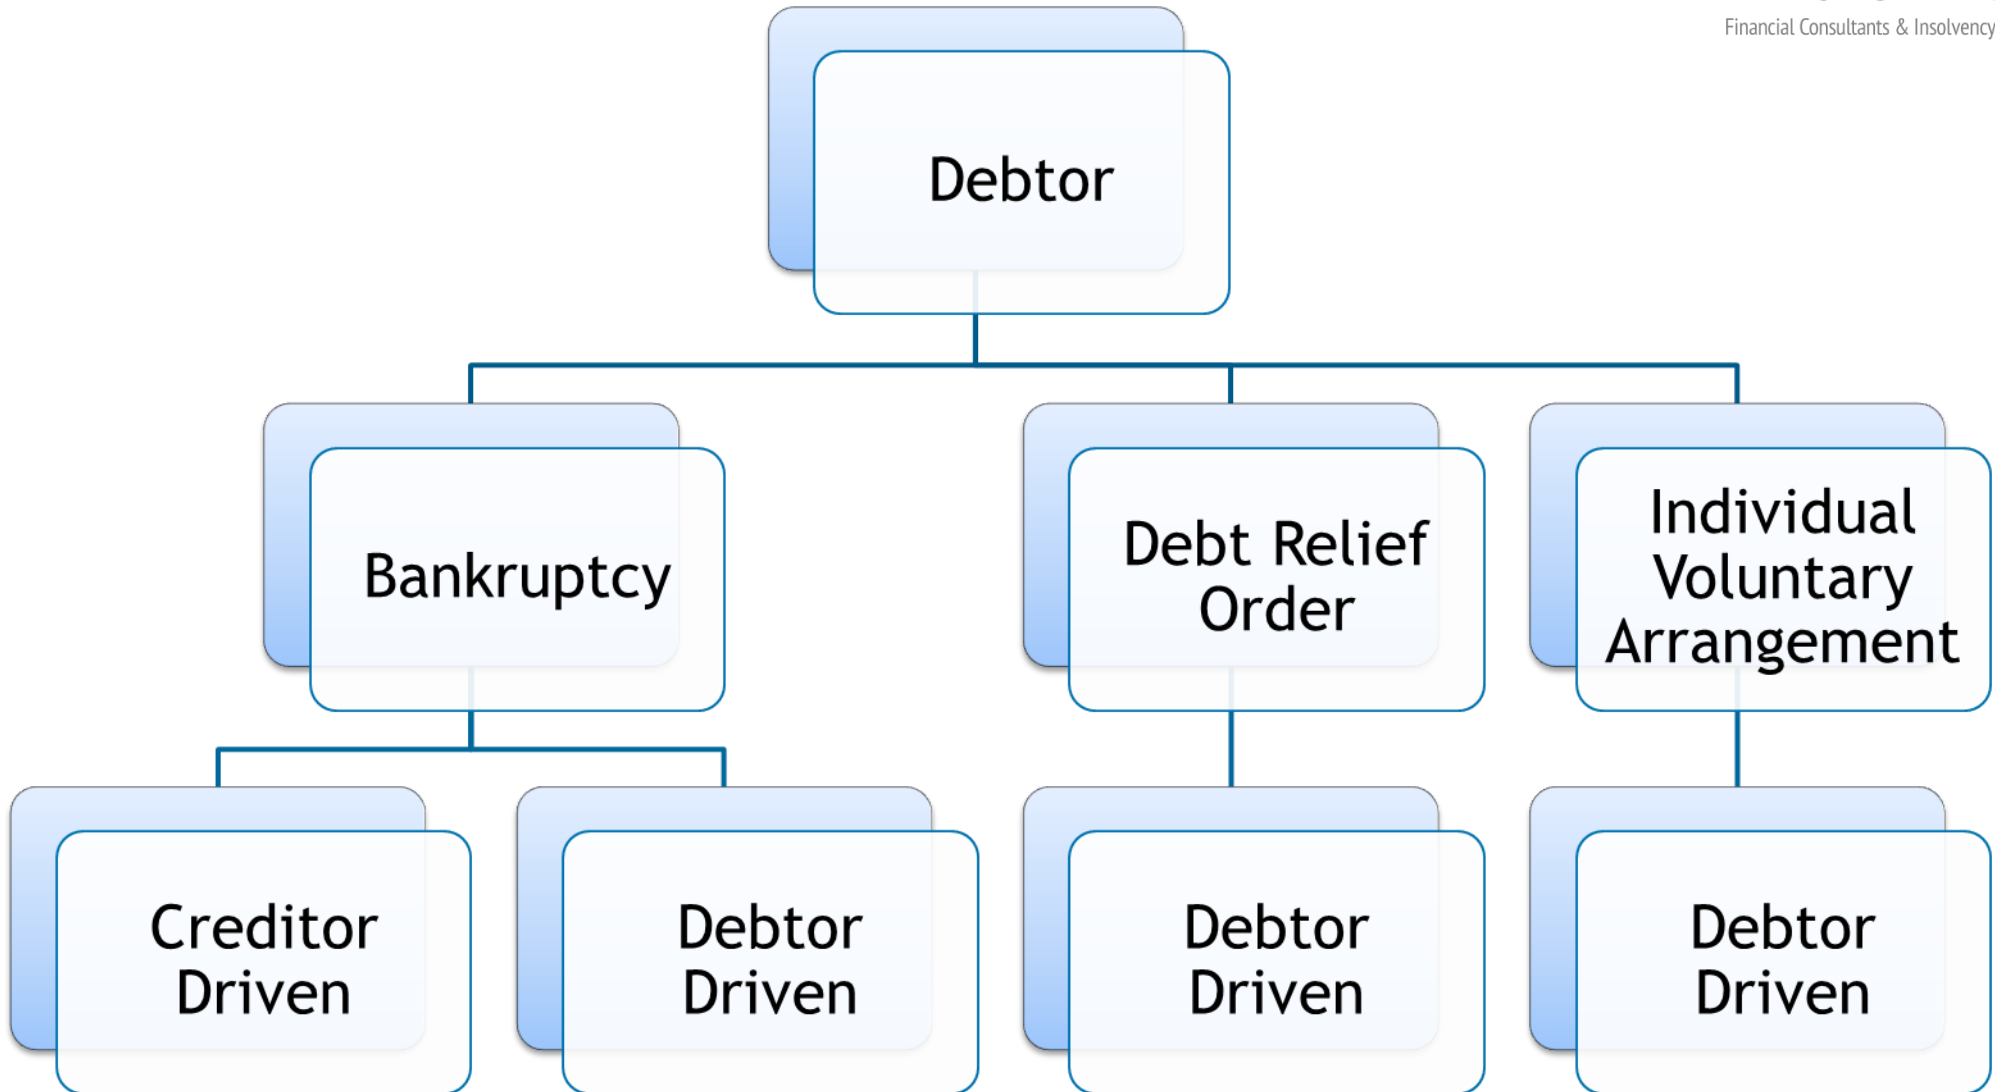 Financial Consultants & Insolvency
Debtor
Bankruptcy
Debt Relief
Order
Individual
Voluntary
Arrangement
Creditor
Driven
Debtor
Driven
Debtor
Driven
Debtor
Driven